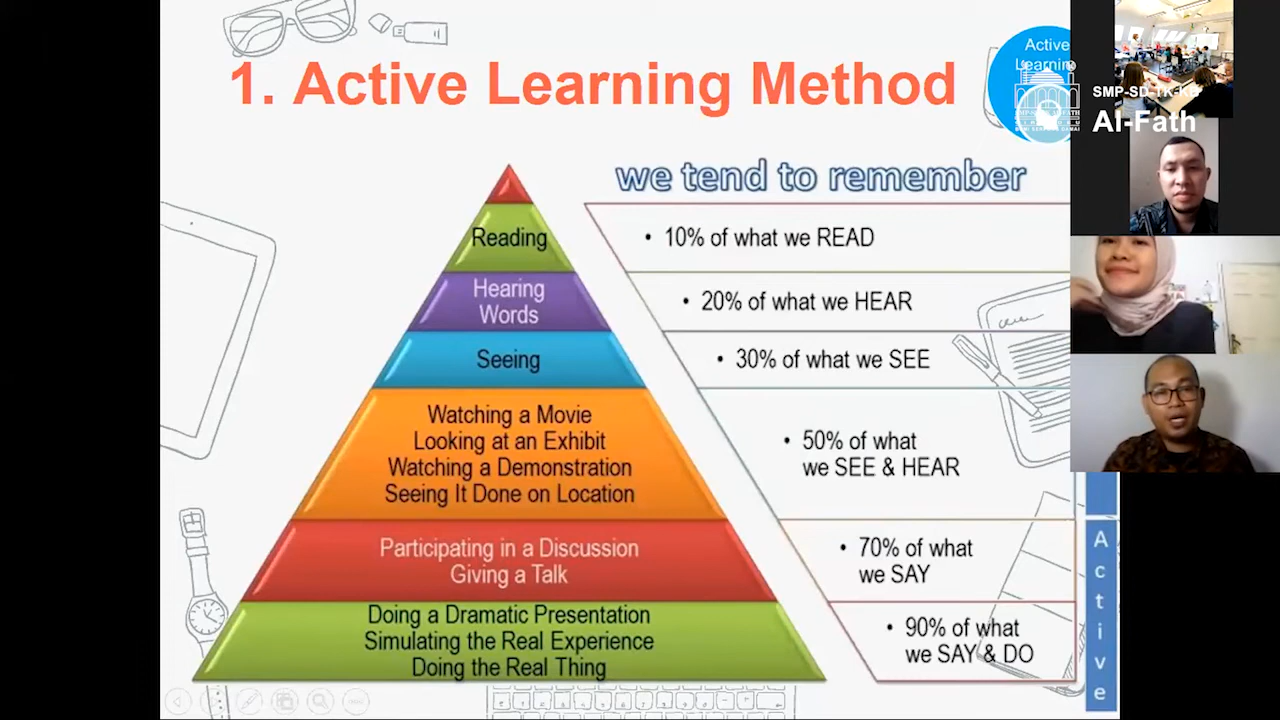 1. Active Learning Method
Active
Learning
SMP-SD-TK-KB
Al-Fath
we tend to remember
Reading
• 10% of what we READ
Hearing
Words
• 20% of what we HEAR
Seeing
• 30% of what we SEE
Watching a Movie
Looking at an Exhibit
Watching a Demonstration
Seeing It Done on Location
• 50% of what
we SEE & HEAR
Participating in a Discussion
Giving a Talk
• 70% of what
we SAY
Doing a Dramatic Presentation
Simulating the Real Experience
Doing the Real Thing
• 90% of what
we SAY & DO
Active